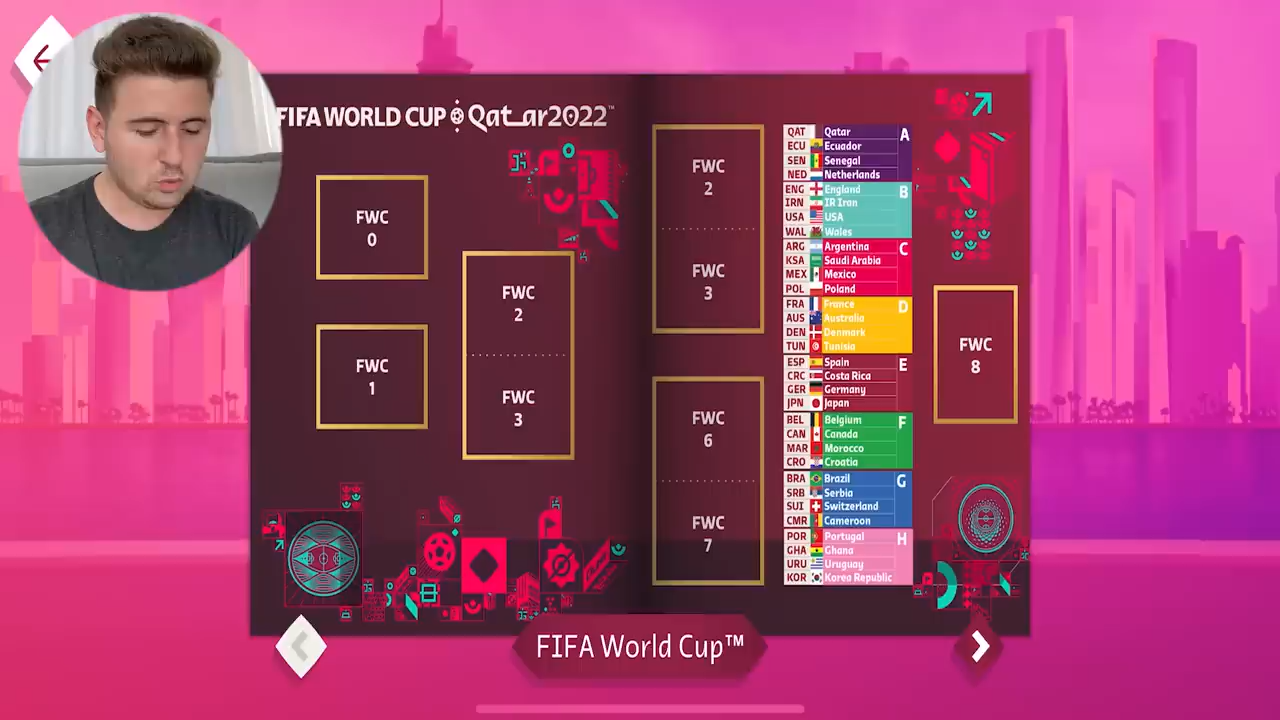 FIFA WORLD CUP Qatar2022™
FWC
0
FWC
1
FWC
2
FWC
3
FWC
2
FWC
3
FWC
6
FWC
7
QAT Qatar A
ECU Ecuador
SEN Senegal
NED Netherlands
ENG England B
IRN IR Iran
USA USA
WAL Wales
ARG Argentina C
KSA Saudi Arabia
MEX Mexico
POL Poland
FRA France D
AUS Australia
DEN Denmark
TUN Tunisia
ESP Spain E
CRC Costa Rica
GER Germany
JPN Japan
BEL Belgium F
CAN Canada
MAR Morocco
CRO Croatia
BRA Brazil G
SRB Serbia
SUI Switzerland
CMR Cameroon
POR Portugal H
GHA Ghana
URU Uruguay
KOR Korea Republic
FWC
8
FIFA World Cup™